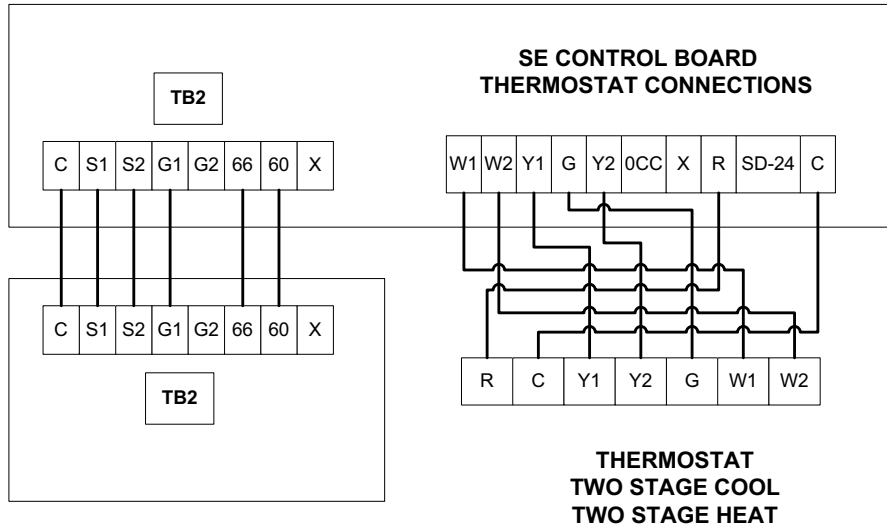 SE CONTROL BOARD
THERMOSTAT CONNECTIONS
TB2
C S1 S2 G1 G2 66 60 X
W1 W2 Y1 G Y2 0CC X R SD-24 C
C S1 S2 G1 G2 66 60 X
TB2
R C Y1 Y2 G W1 W2
THERMOSTAT
TWO STAGE COOL
TWO STAGE HEAT